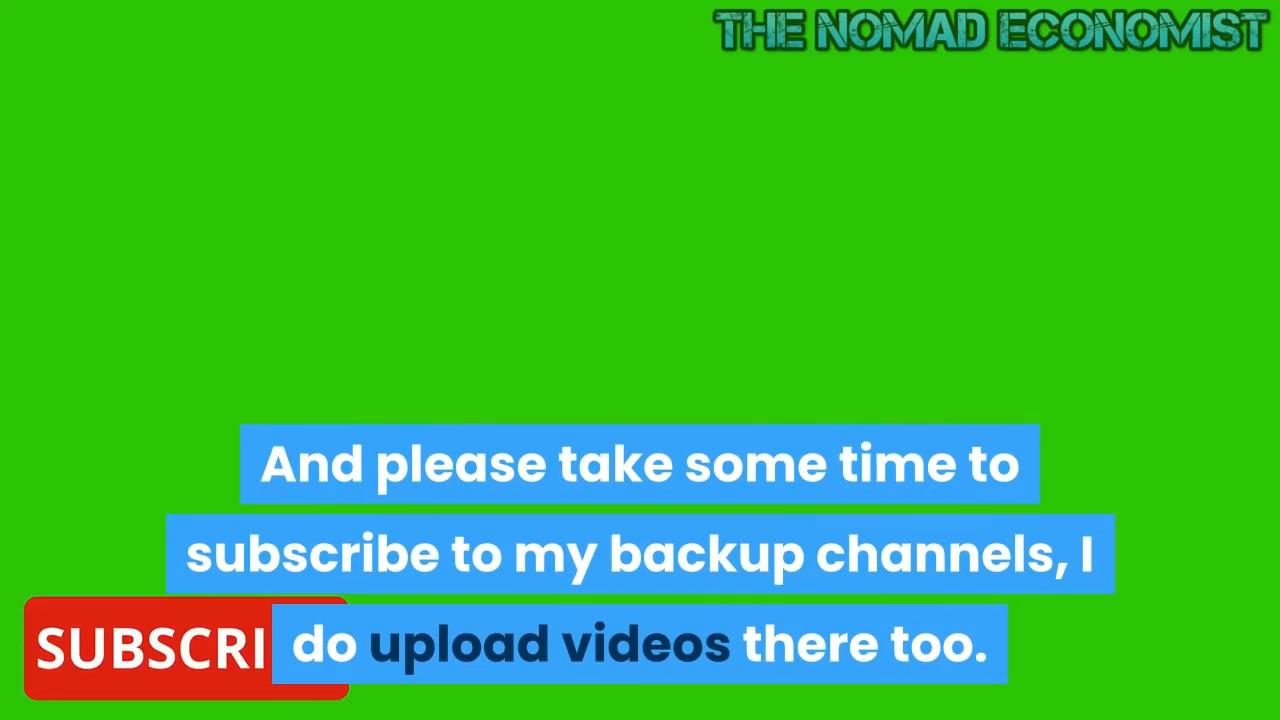 THE NOMAD ECONOMIST
And please take some time to
subscribe to my backup channels, I
do upload videos there too.
SUBSCRI